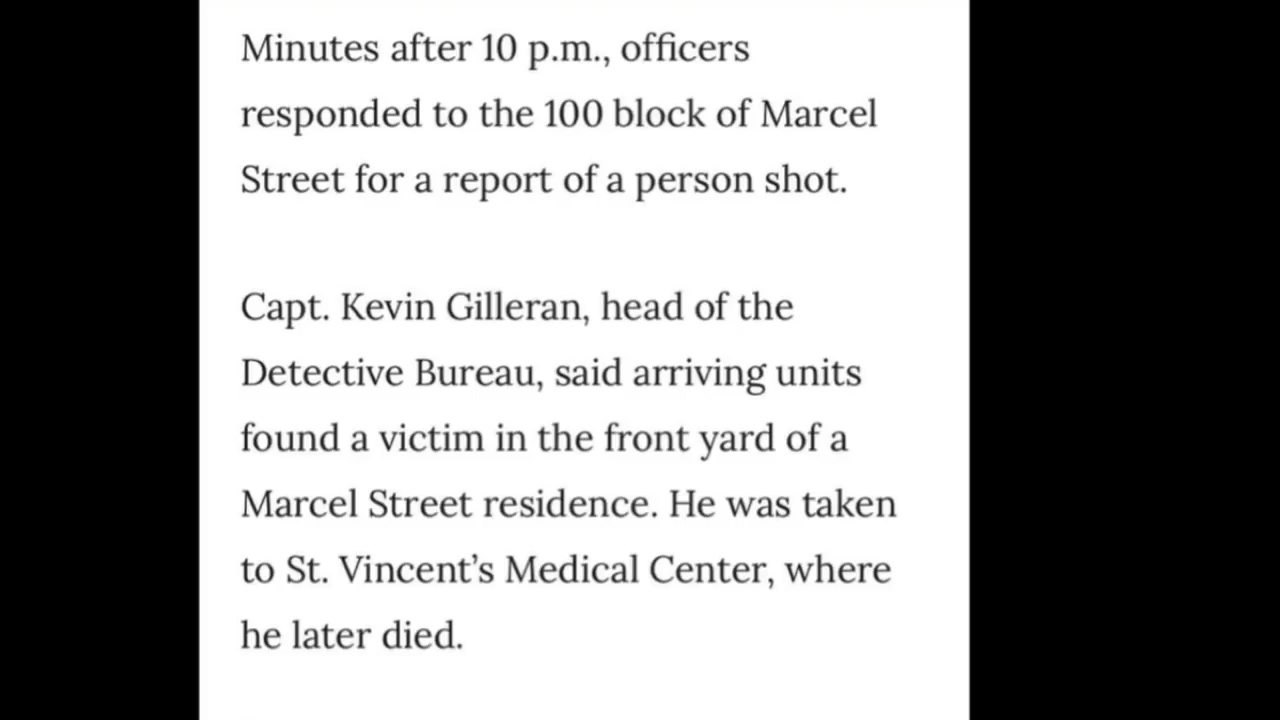 Minutes after 10 p.m., officers
responded to the 100 block of Marcel
Street for a report of a person shot.
Capt. Kevin Gilleran, head of the
Detective Bureau, said arriving units
found a victim in the front yard of a
Marcel Street residence. He was taken
to St. Vincent’s Medical Center, where
he later died.